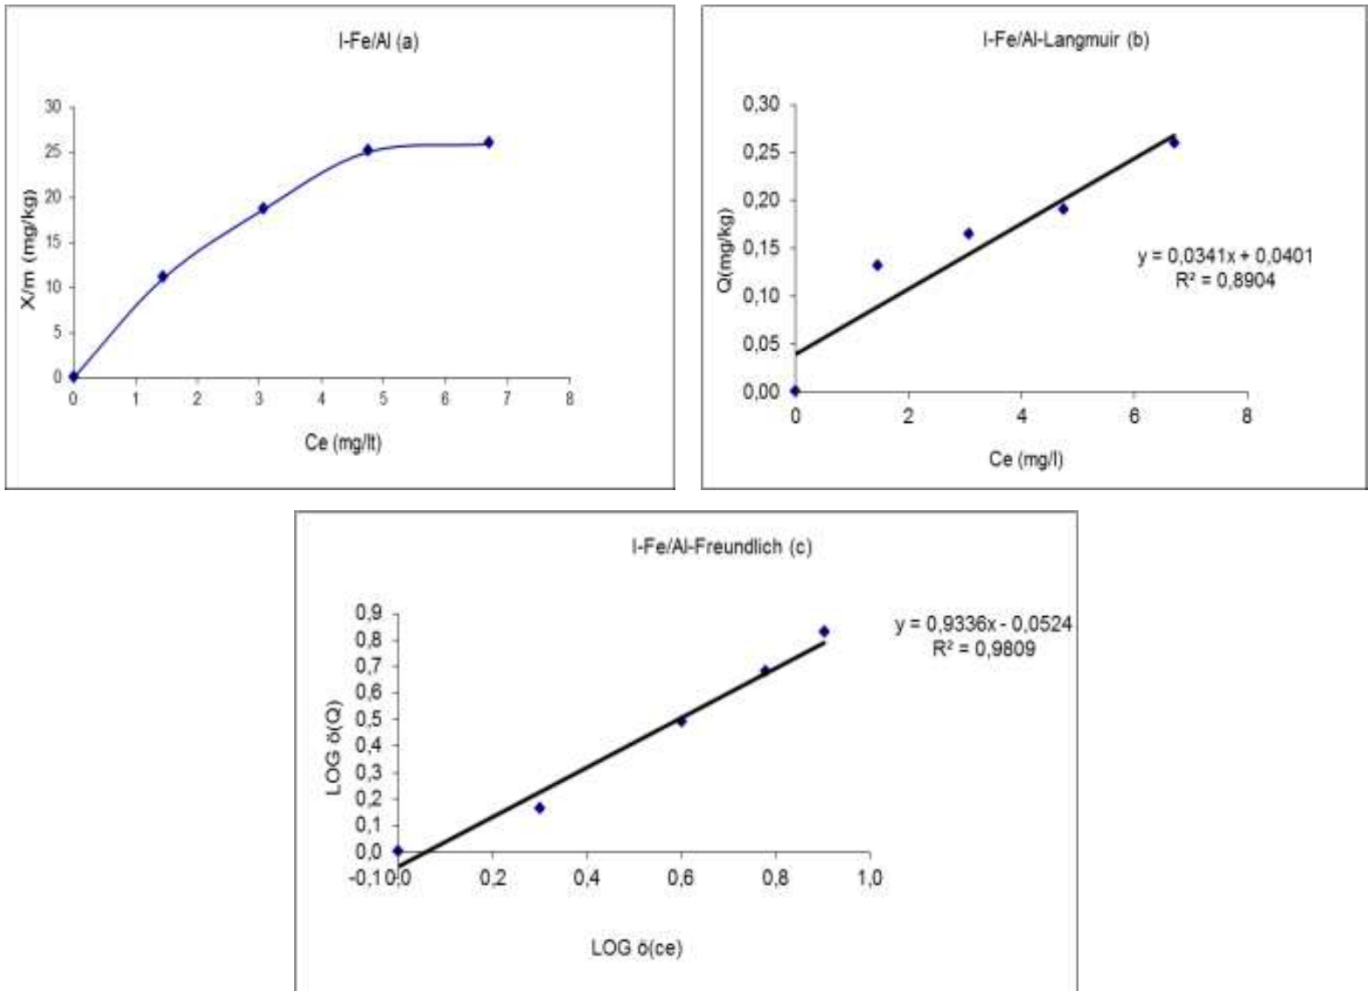 I-Fe/Al (a)
30
25
20
15
10
5
0
X/m (mg/kg)
0 1 2 3 4 5 6 7 8
Ce (mg/lt)
I-Fe/Al-Langmuir (b)
0,30
0,25
0,20
0,15
0,10
0,05
0,00
Q(mg/kg)
y = 0,0341x + 0,0401
R² = 0,8904
0 2 4 6 8
Ce (mg/l)
I-Fe/Al-Freundlich (c)
0,9
0,8
0,7
0,6
0,5
0,4
0,3
0,2
0,1
0,0
-0,1
LOG ō(Q)
y = 0,9336x - 0,0524
R² = 0,9809
0,0 0,2 0,4 0,6 0,8 1,0
LOG ō(ce)